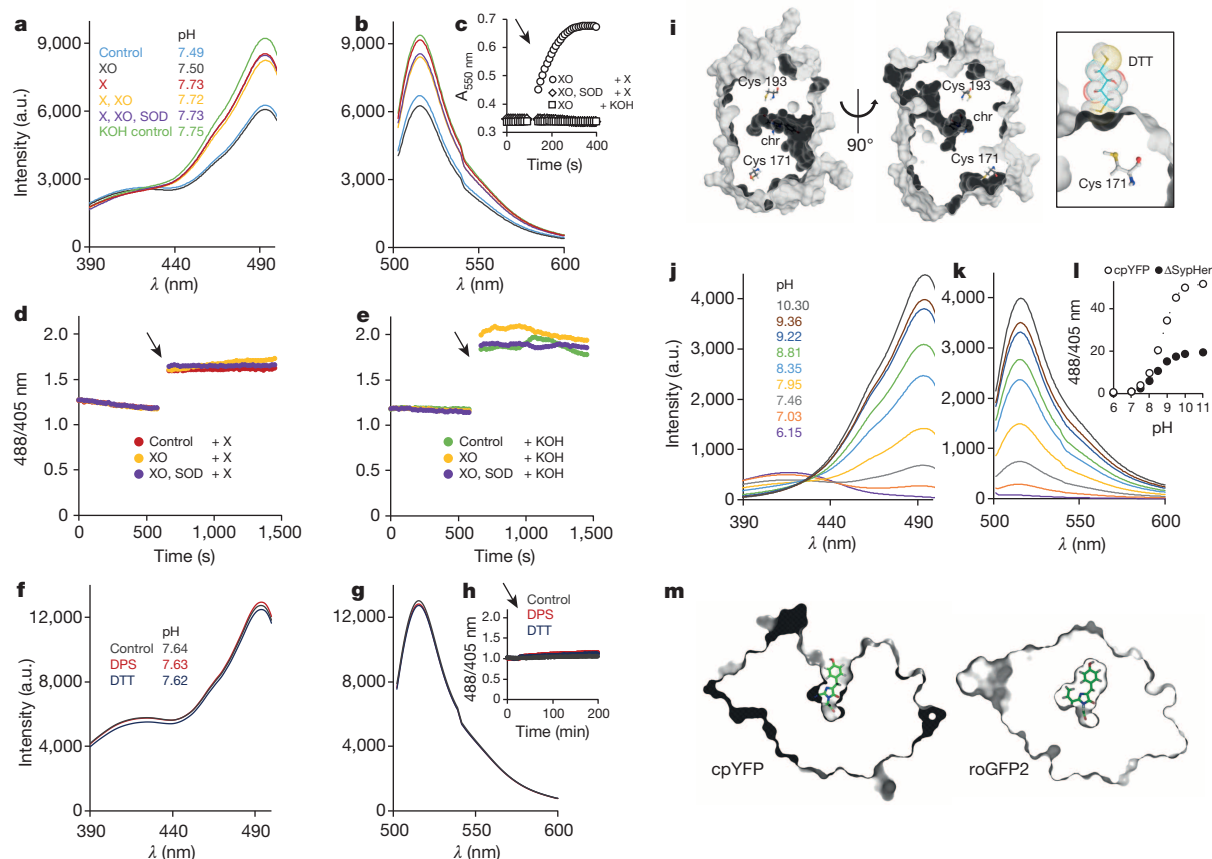 a
Intensity (a.u.)
9,000
6,000
3,000
0
390
440
490
λ (nm)
pH
Control 7.49
XO 7.50
X 7.73
X, XO 7.72
X, XO, SOD 7.73
KOH control 7.75
b
9,000
6,000
3,000
0
500
550
600
λ (nm)
c
A550 nm
0.7
0.6
0.5
0.4
0.3
0
200
400
Time (s)
XO + X
XO, SOD + X
XO + KOH
d
488/405 nm
2.0
1.5
1.0
0.5
0
0
500
1,000
1,500
Time (s)
Control + X
XO + X
XO, SOD + X
e
2.0
1.5
1.0
0.5
0
0
500
1,000
1,500
Time (s)
Control + KOH
XO + KOH
XO, SOD + KOH
f
Intensity (a.u.)
12,000
8,000
4,000
0
390
440
490
λ (nm)
pH
Control 7.64
DPS 7.63
DTT 7.62
g
12,000
8,000
4,000
0
500
550
600
λ (nm)
h
488/405 nm
2.0
1.5
1.0
0.5
0
0
200
Time (min)
Control
DPS
DTT
i
Cys 193
chr
Cys 171
90°
Cys 193
chr
Cys 171
DTT
Cys 171
j
Intensity (a.u.)
4,000
3,000
2,000
1,000
0
390
440
490
λ (nm)
pH
10.30
9.36
9.22
8.81
8.35
7.95
7.46
7.03
6.15
k
4,000
3,000
2,000
1,000
0
500
550
600
λ (nm)
l
cpYFP
ΔSypHer
488/405 nm
40
20
0
6 7 8 9 10 11
pH
m
cpYFP
roGFP2